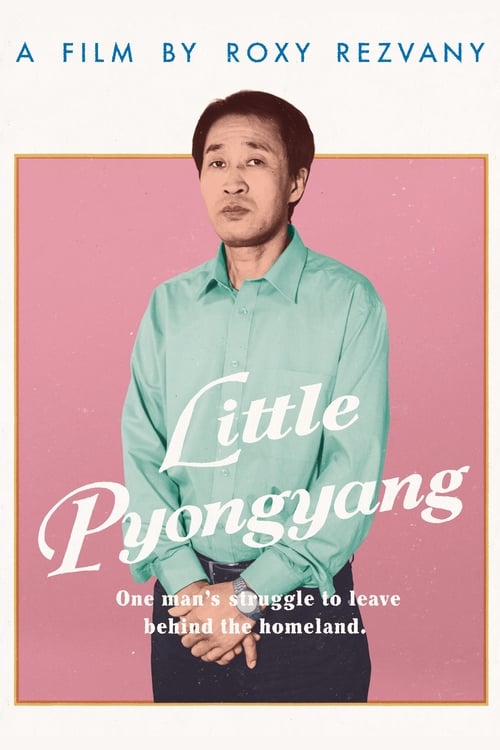 A FILM BY ROXY REZVANY
Little
Pyongyang
One man's struggle to leave
behind the homeland.